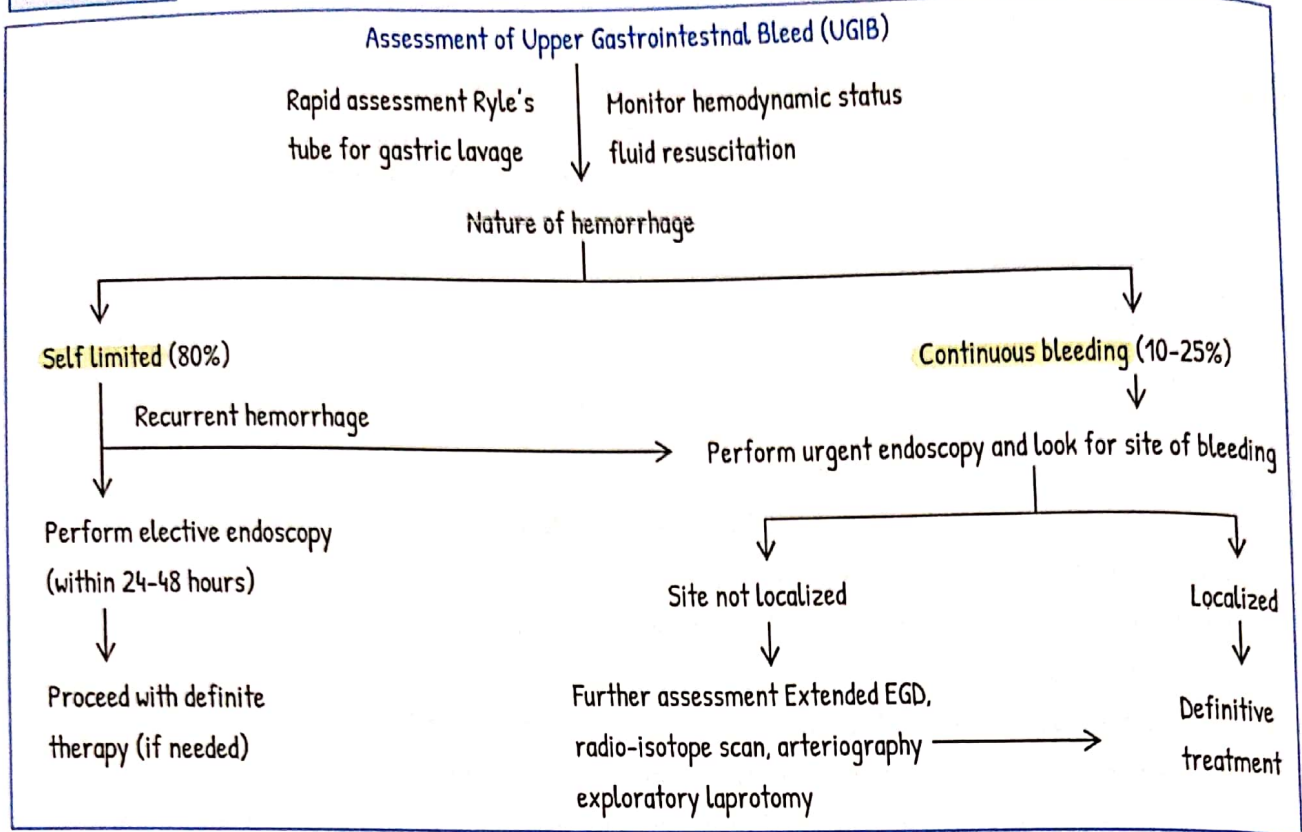 Assessment of Upper Gastrointestnal Bleed (UGIB)
Rapid assessment Ryle's
tube for gastric lavage
Monitor hemodynamic status
fluid resuscitation
Nature of hemorrhage
Self limited (80%)
Continuous bleeding (10-25%)
Recurrent hemorrhage
Perform urgent endoscopy and look for site of bleeding
Perform elective endoscopy
(within 24-48 hours)
Site not localized
Localized
Proceed with definite
therapy (if needed)
Further assessment Extended EGD,
radio-isotope scan, arteriography
exploratory laprotomy
Definitive
treatment